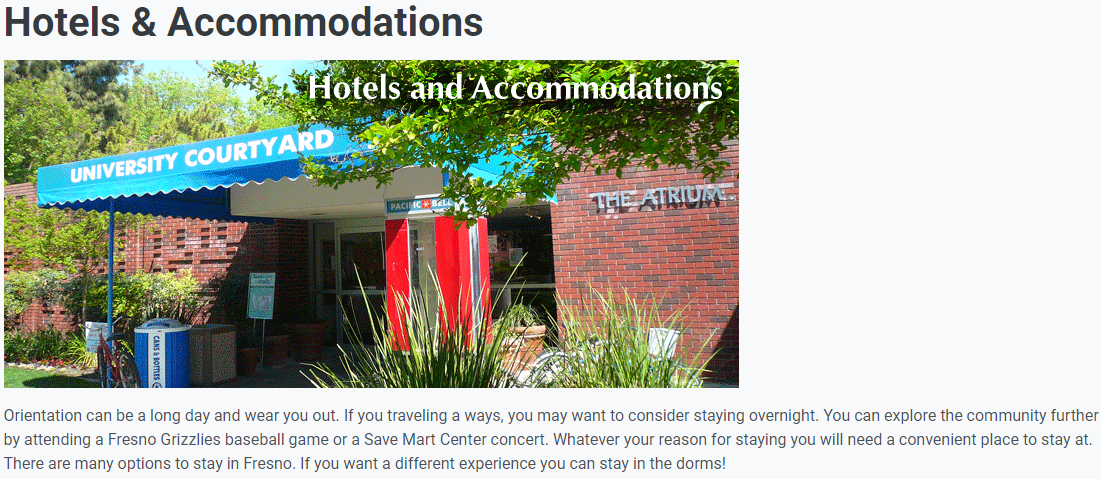 Hotels & Accommodations
Hotels and Accommodations
UNIVERSITY COURTYARD
PACIFIC BELL
THE ATRIUM
CANS & BOTTLES
Orientation can be a long day and wear you out. If you traveling a ways, you may want to consider staying overnight. You can explore the community further
by attending a Fresno Grizzlies baseball game or a Save Mart Center concert. Whatever your reason for staying you will need a convenient place to stay at.
There are many options to stay in Fresno. If you want a different experience you can stay in the dorms!